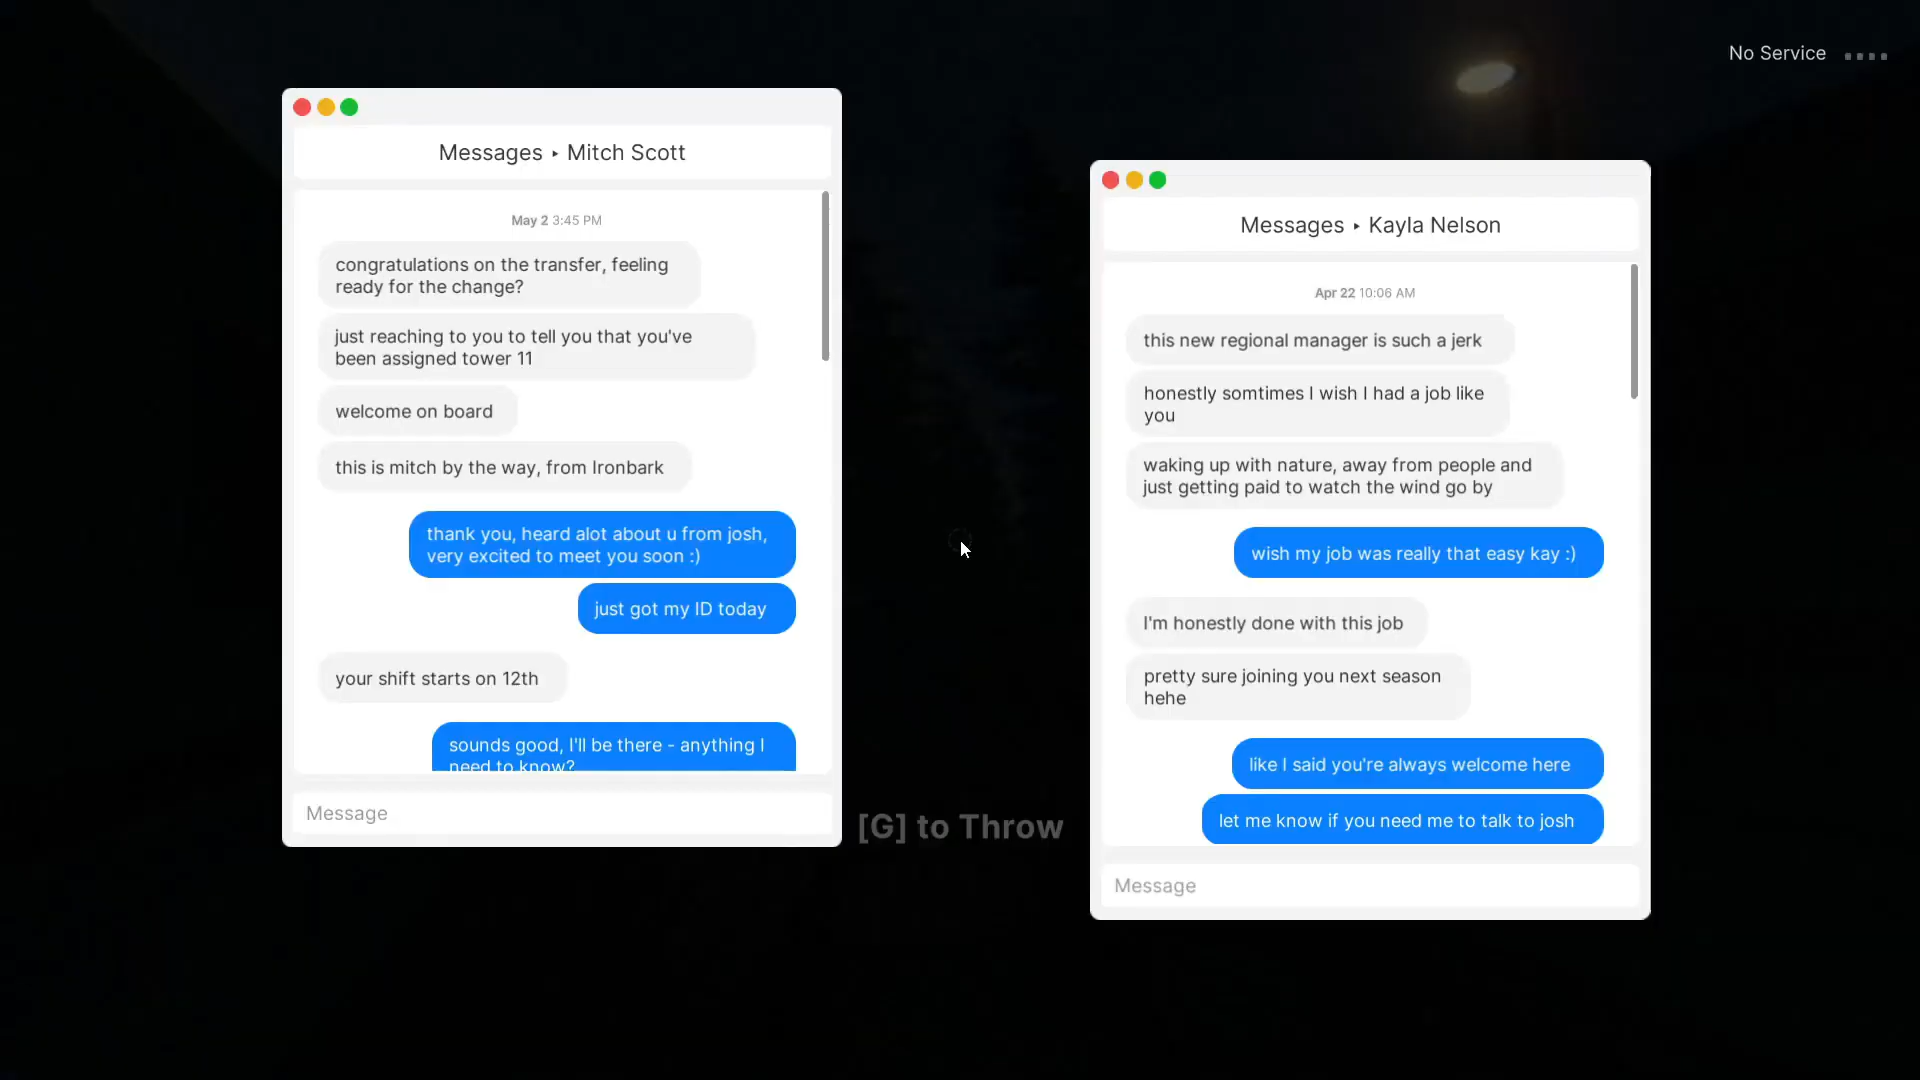 No Service
Messages ‣ Mitch Scott
May 2 3:45 PM
congratulations on the transfer, feeling
ready for the change?
just reaching to you to tell you that you've
been assigned tower 11
welcome on board
this is mitch by the way, from Ironbark
thank you, heard alot about u from josh,
very excited to meet you soon :)
just got my ID today
your shift starts on 12th
sounds good, I'll be there - anything I
need to know?
Message
[G] to Throw
Messages ‣ Kayla Nelson
Apr 22 10:06 AM
this new regional manager is such a jerk
honestly somtimes I wish I had a job like
you
waking up with nature, away from people and
just getting paid to watch the wind go by
wish my job was really that easy kay :)
I'm honestly done with this job
pretty sure joining you next season
hehe
like I said you're always welcome here
let me know if you need me to talk to josh
Message